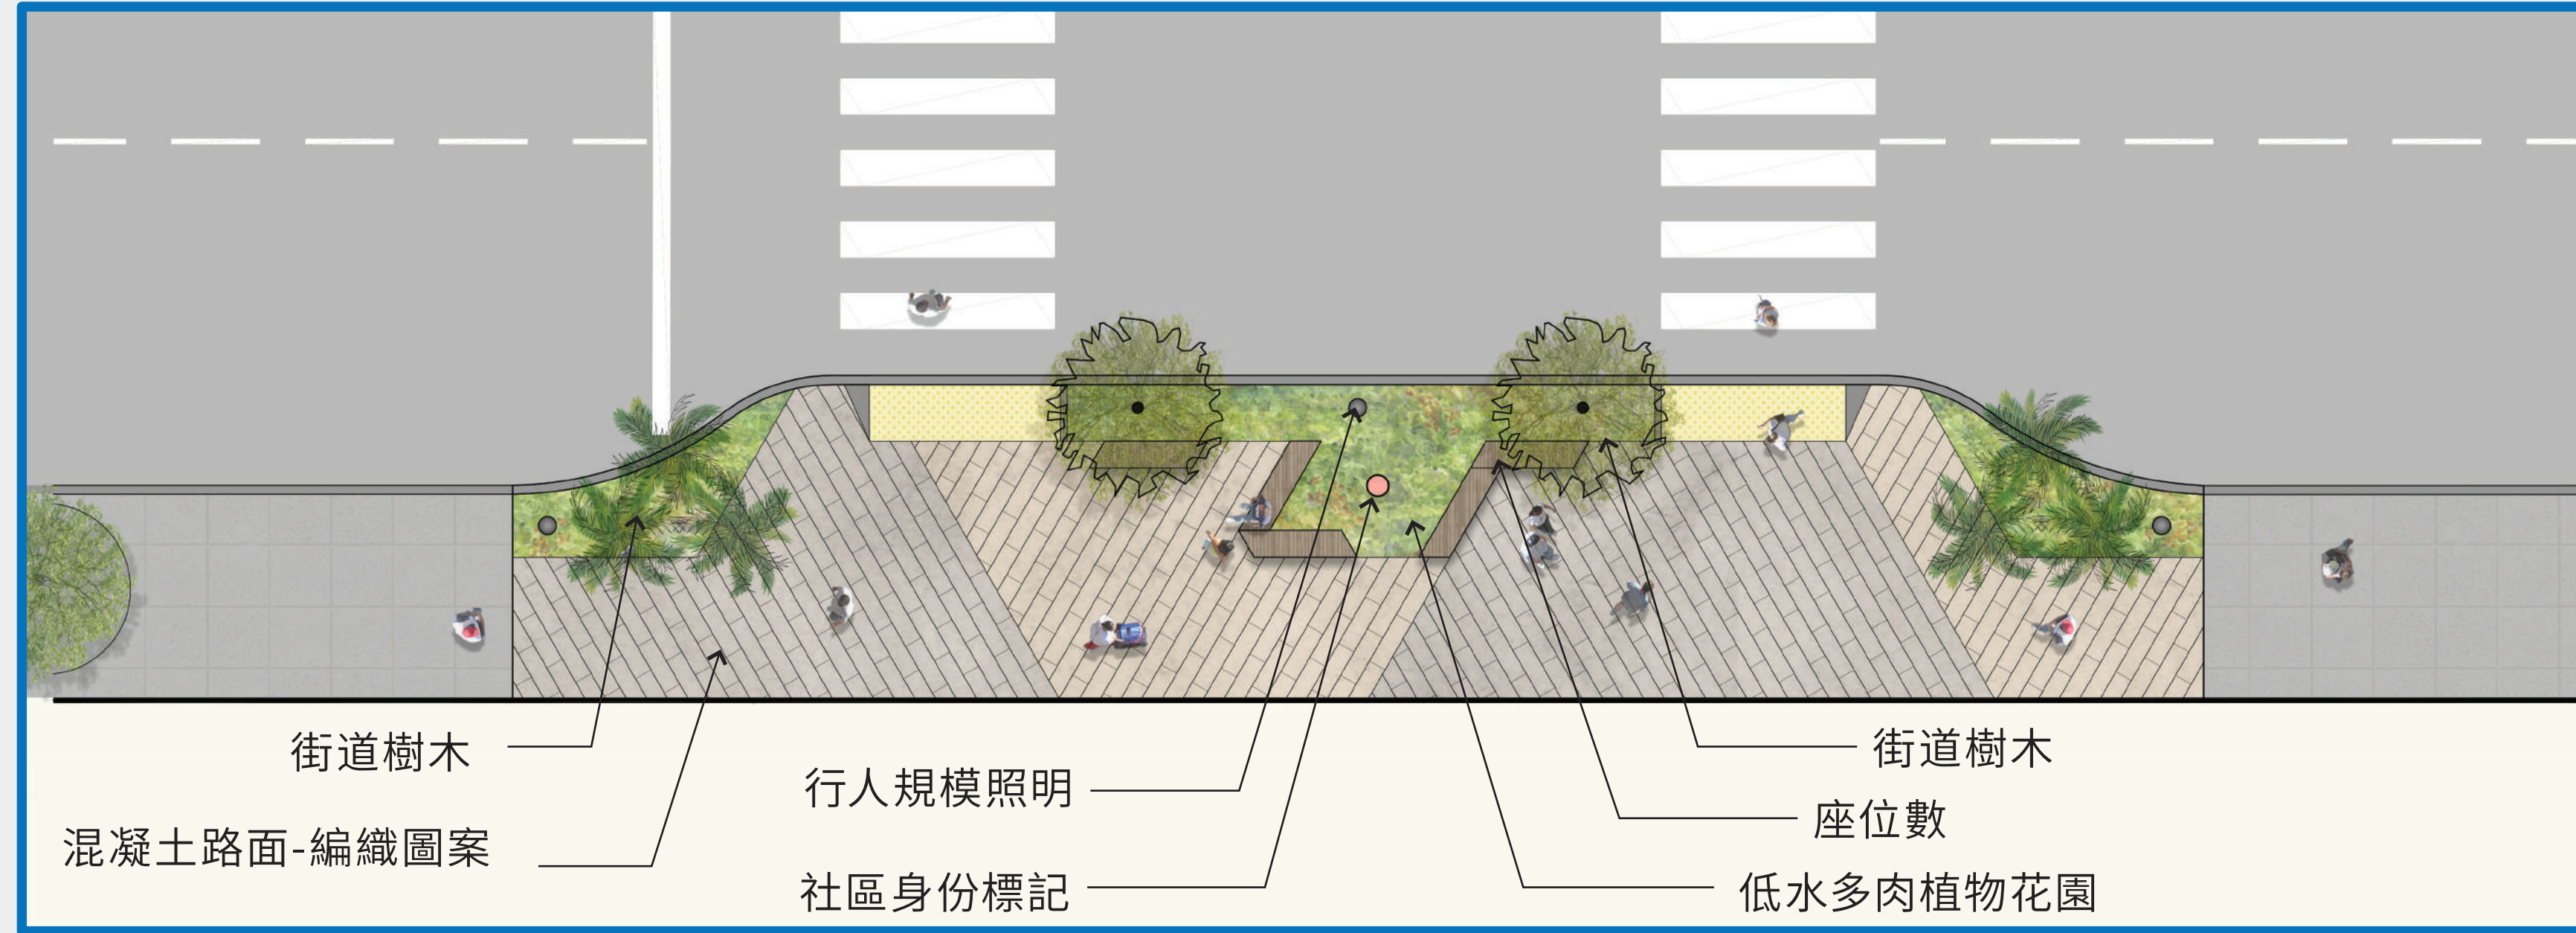 街道樹木
混凝土路面-編織圖案
行人規模照明
社區身份標記
街道樹木
座位數
低水多肉植物花園